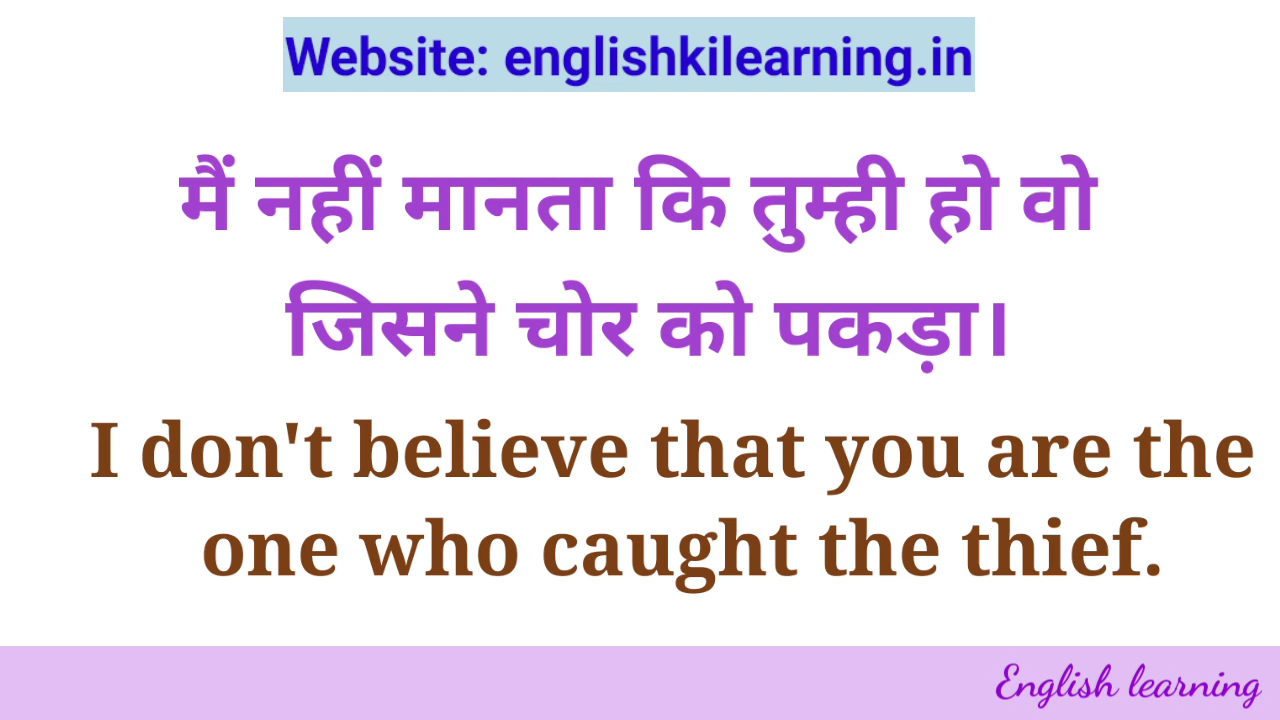 Website: englishkilearning.in
मैं नहीं मानता कि तुम्ही हो वो
जिसने चोर को पकड़ा।
I don't believe that you are the
one who caught the thief.
English learning